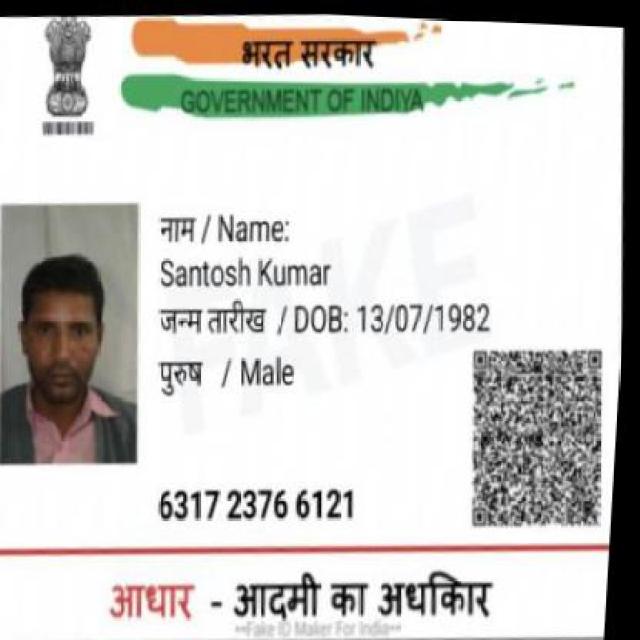 भरत सरकार
GOVERNMENT OF INDIYA
नाम / Name:
Santosh Kumar
जन्म तारीख / DOB: 13/07/1982
पुरुष / Male
FAKE
6317 2376 6121
आधार - आदमी का अधकिार
**Fake ID Maker For India**